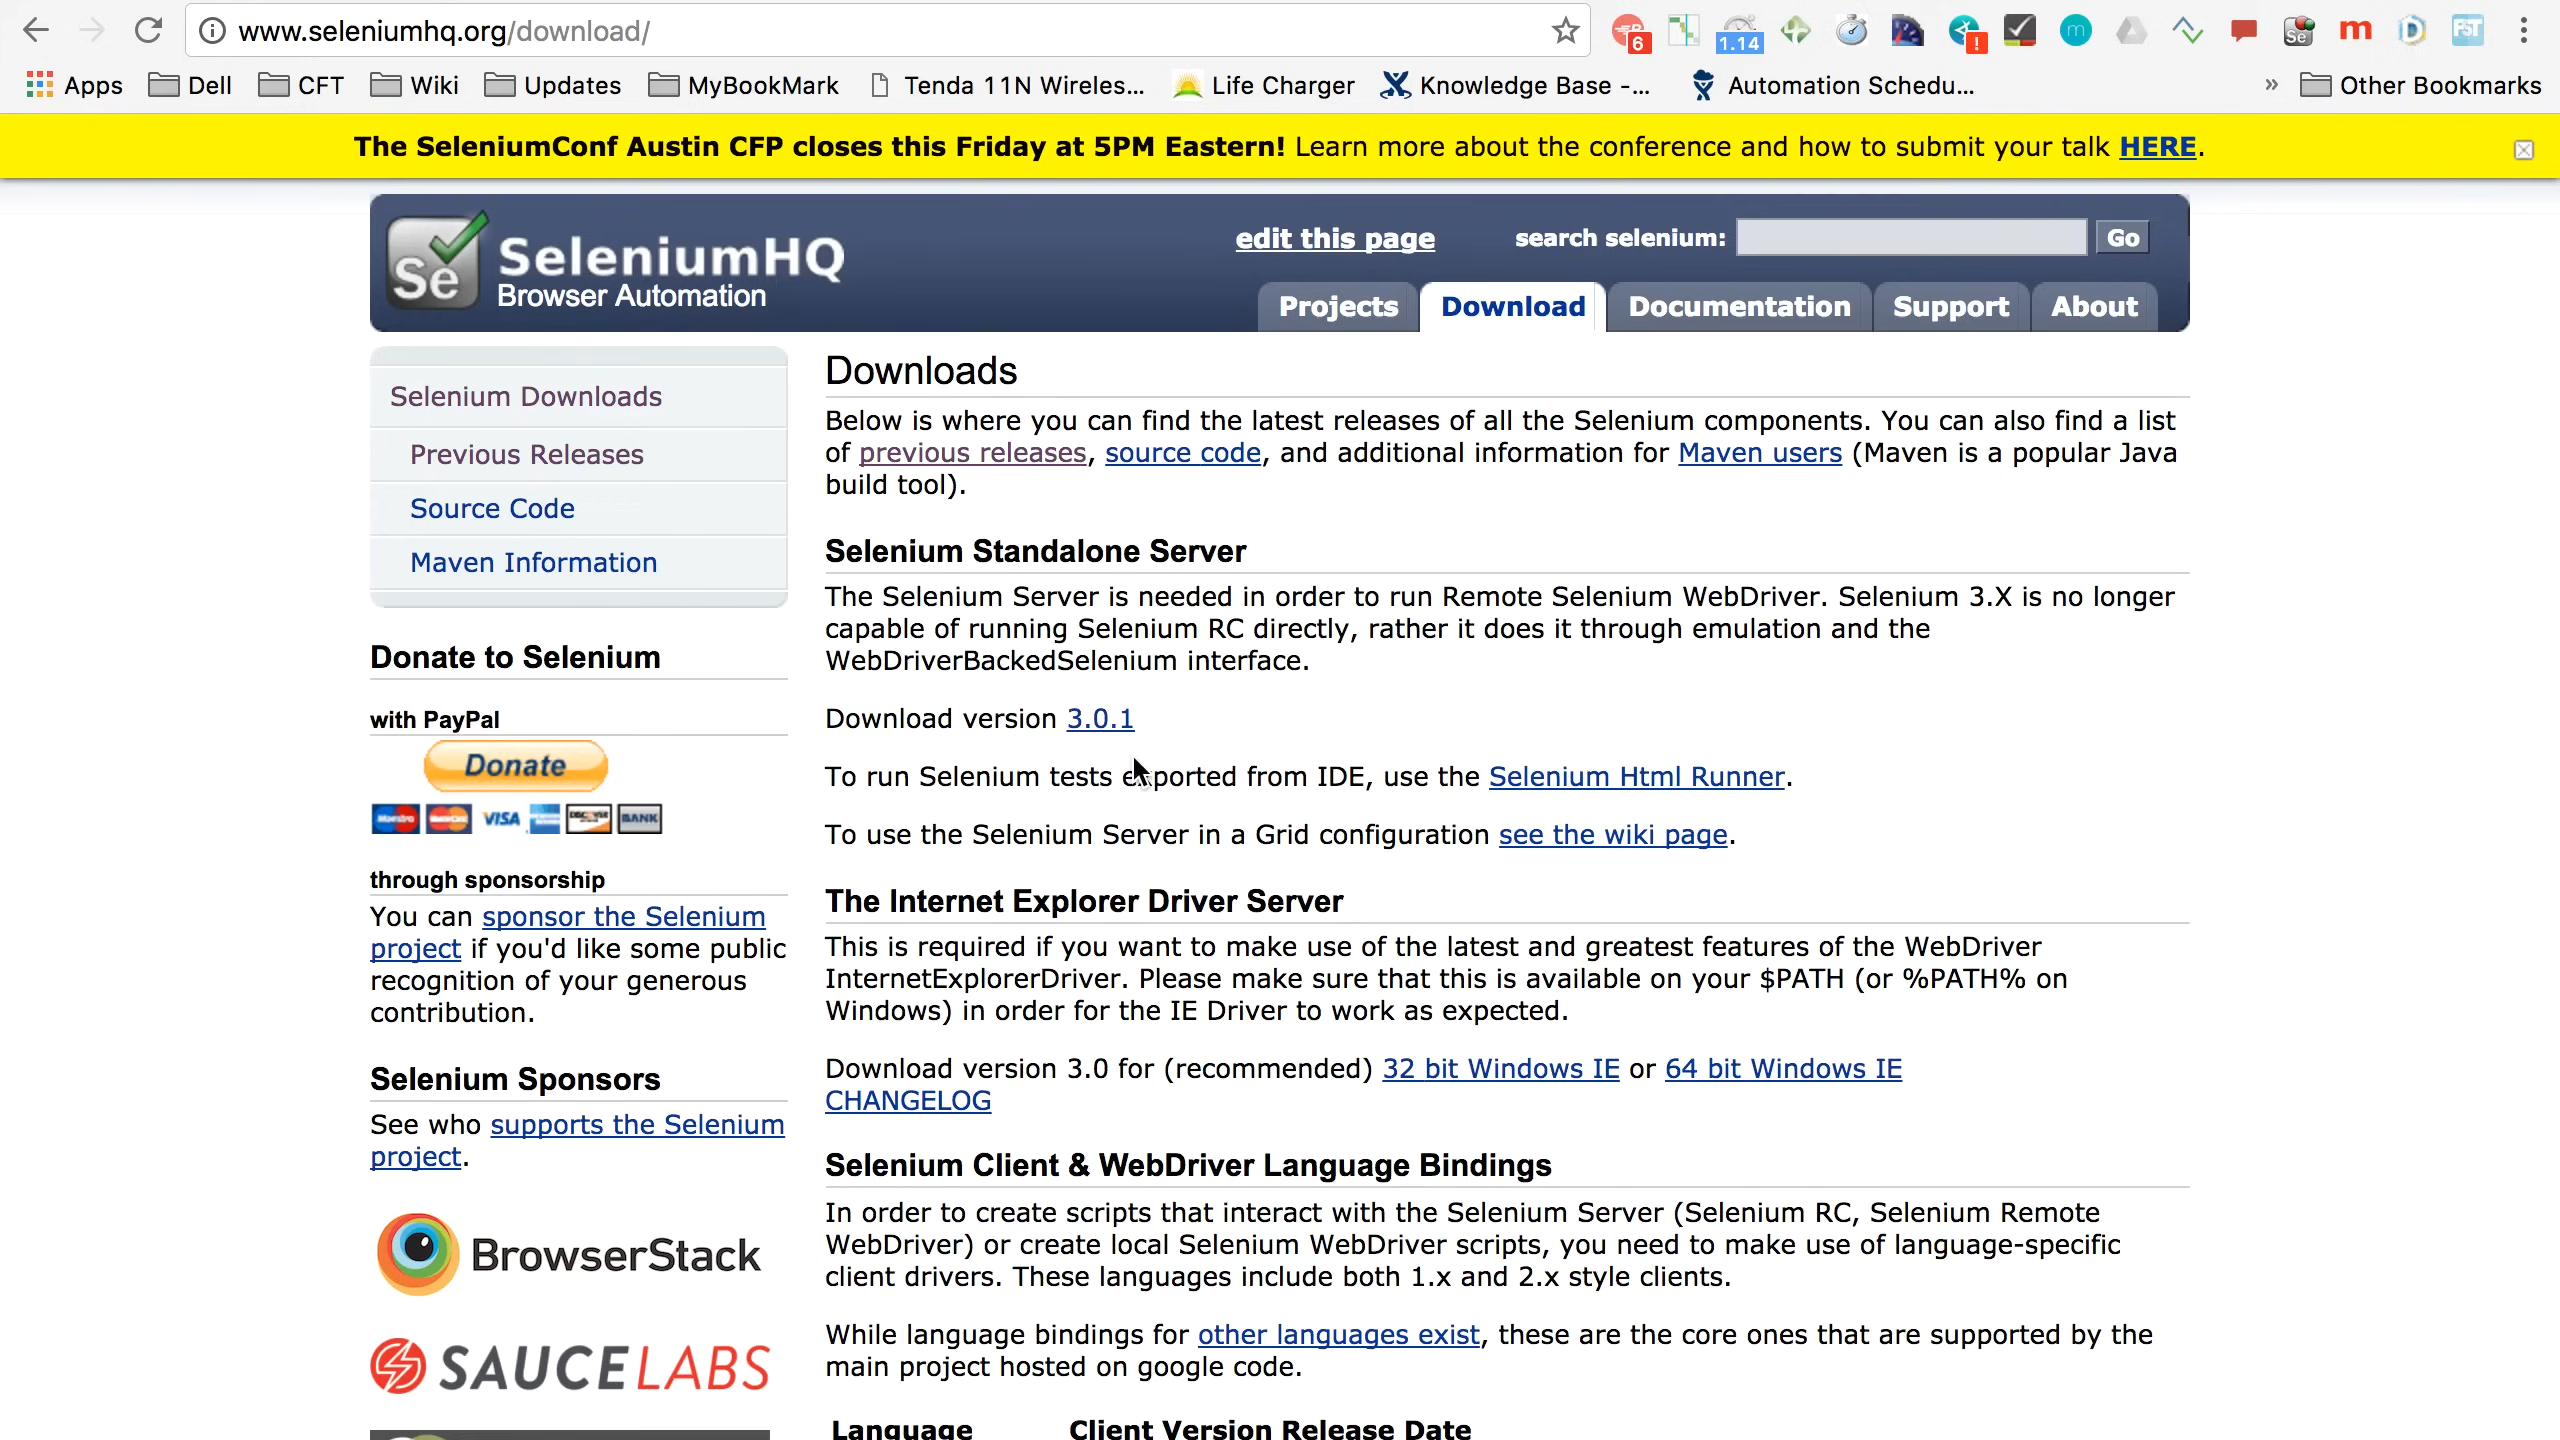 www.seleniumhq.org/download/
6
1.14
!
m
Se
m
D
FST
Apps
Dell
CFT
Wiki
Updates
MyBookMark
Tenda 11N Wireles...
Life Charger
Knowledge Base -...
Automation Schedu...
»
Other Bookmarks
The SeleniumConf Austin CFP closes this Friday at 5PM Eastern! Learn more about the conference and how to submit your talk HERE.
Se
SeleniumHQ
Browser Automation
edit this page
search selenium:
Go
Projects
Download
Documentation
Support
About
Selenium Downloads
Previous Releases
Source Code
Maven Information
Donate to Selenium
with PayPal
Donate
Maestro
MasterCard
VISA
DISCOVER
BANK
through sponsorship
You can sponsor the Selenium
project if you'd like some public
recognition of your generous
contribution.
Selenium Sponsors
See who supports the Selenium
project.
BrowserStack
SAUCELABS
Downloads
Below is where you can find the latest releases of all the Selenium components. You can also find a list
of previous releases, source code, and additional information for Maven users (Maven is a popular Java
build tool).
Selenium Standalone Server
The Selenium Server is needed in order to run Remote Selenium WebDriver. Selenium 3.X is no longer
capable of running Selenium RC directly, rather it does it through emulation and the
WebDriverBackedSelenium interface.
Download version 3.0.1
To run Selenium tests exported from IDE, use the Selenium Html Runner.
To use the Selenium Server in a Grid configuration see the wiki page.
The Internet Explorer Driver Server
This is required if you want to make use of the latest and greatest features of the WebDriver
InternetExplorerDriver. Please make sure that this is available on your $PATH (or %PATH% on
Windows) in order for the IE Driver to work as expected.
Download version 3.0 for (recommended) 32 bit Windows IE or 64 bit Windows IE
CHANGELOG
Selenium Client & WebDriver Language Bindings
In order to create scripts that interact with the Selenium Server (Selenium RC, Selenium Remote
WebDriver) or create local Selenium WebDriver scripts, you need to make use of language-specific
client drivers. These languages include both 1.x and 2.x style clients.
While language bindings for other languages exist, these are the core ones that are supported by the
main project hosted on google code.
Language
Client Version Release Date